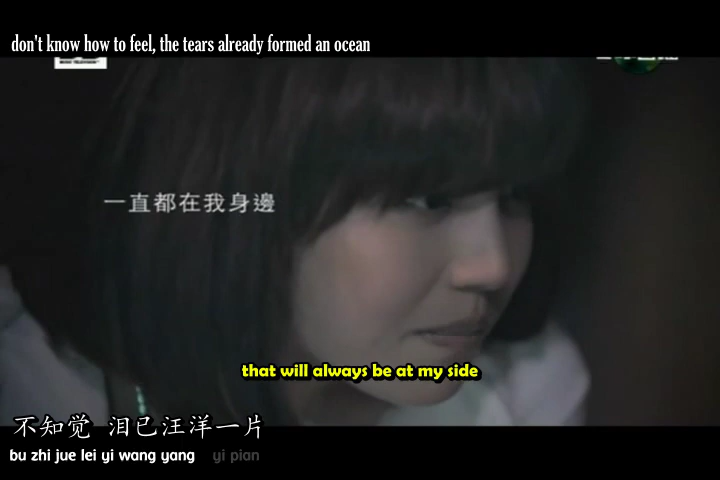 don't know how to feel, the tears already formed an ocean
一直都在我身邊
that will always be at my side
不知觉 泪已汪洋一片
bu zhi jue lei yi wang yang yi pian